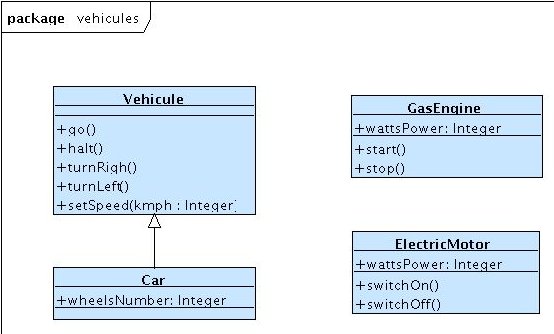 package vehicules
Vehicule
+go()
+halt()
+turnRigh()
+turnLeft()
+setSpeed(kmph : Integer)
Car
+wheelsNumber: Integer
GasEngine
+wattsPower: Integer
+start()
+stop()
ElectricMotor
+wattsPower: Integer
+switchOn()
+switchOff()